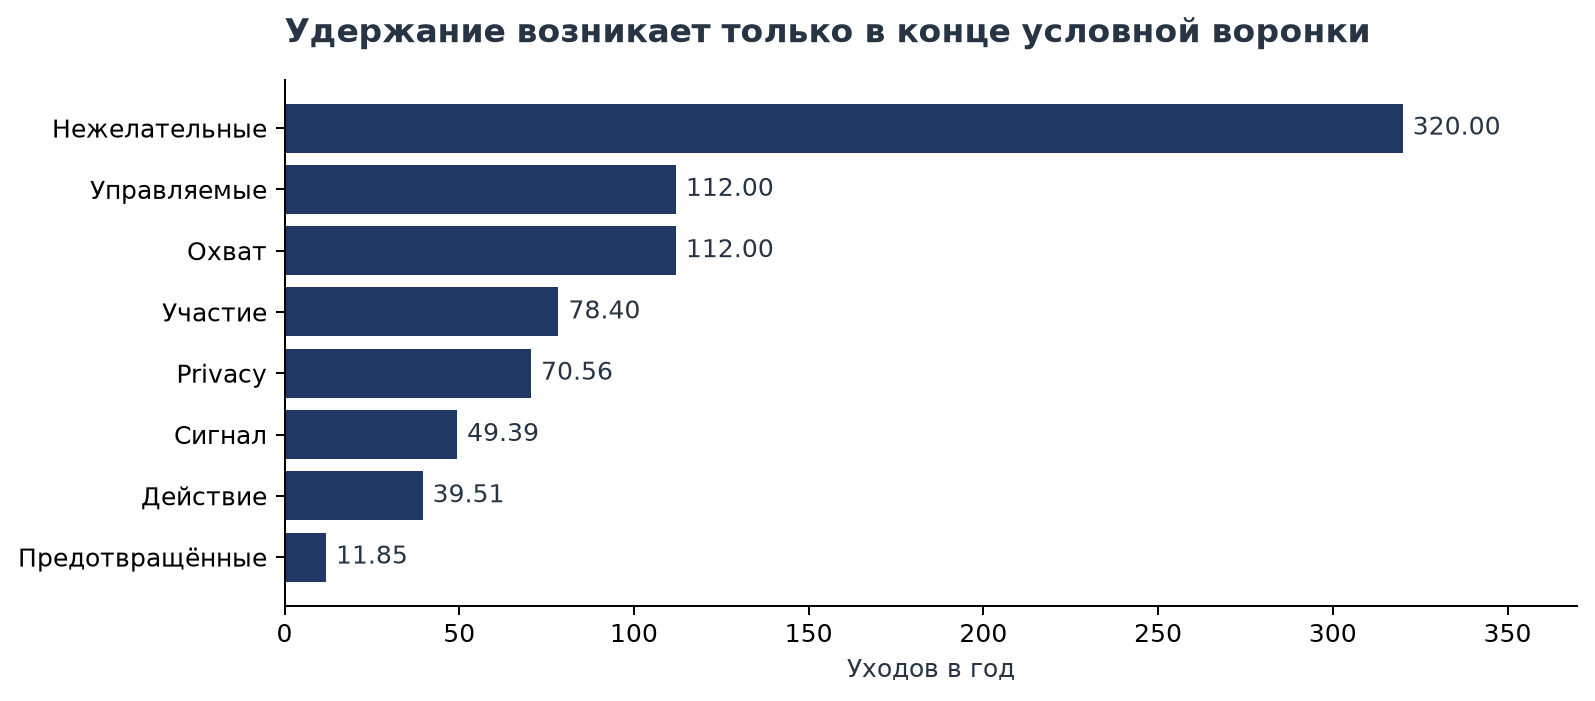 Удержание возникает только в конце условной воронки
Нежелательные 320.00
Управляемые 112.00
Охват 112.00
Участие 78.40
Privacy 70.56
Сигнал 49.39
Действие 39.51
Предотвращённые 11.85
0 50 100 150 200 250 300 350
Уходов в год